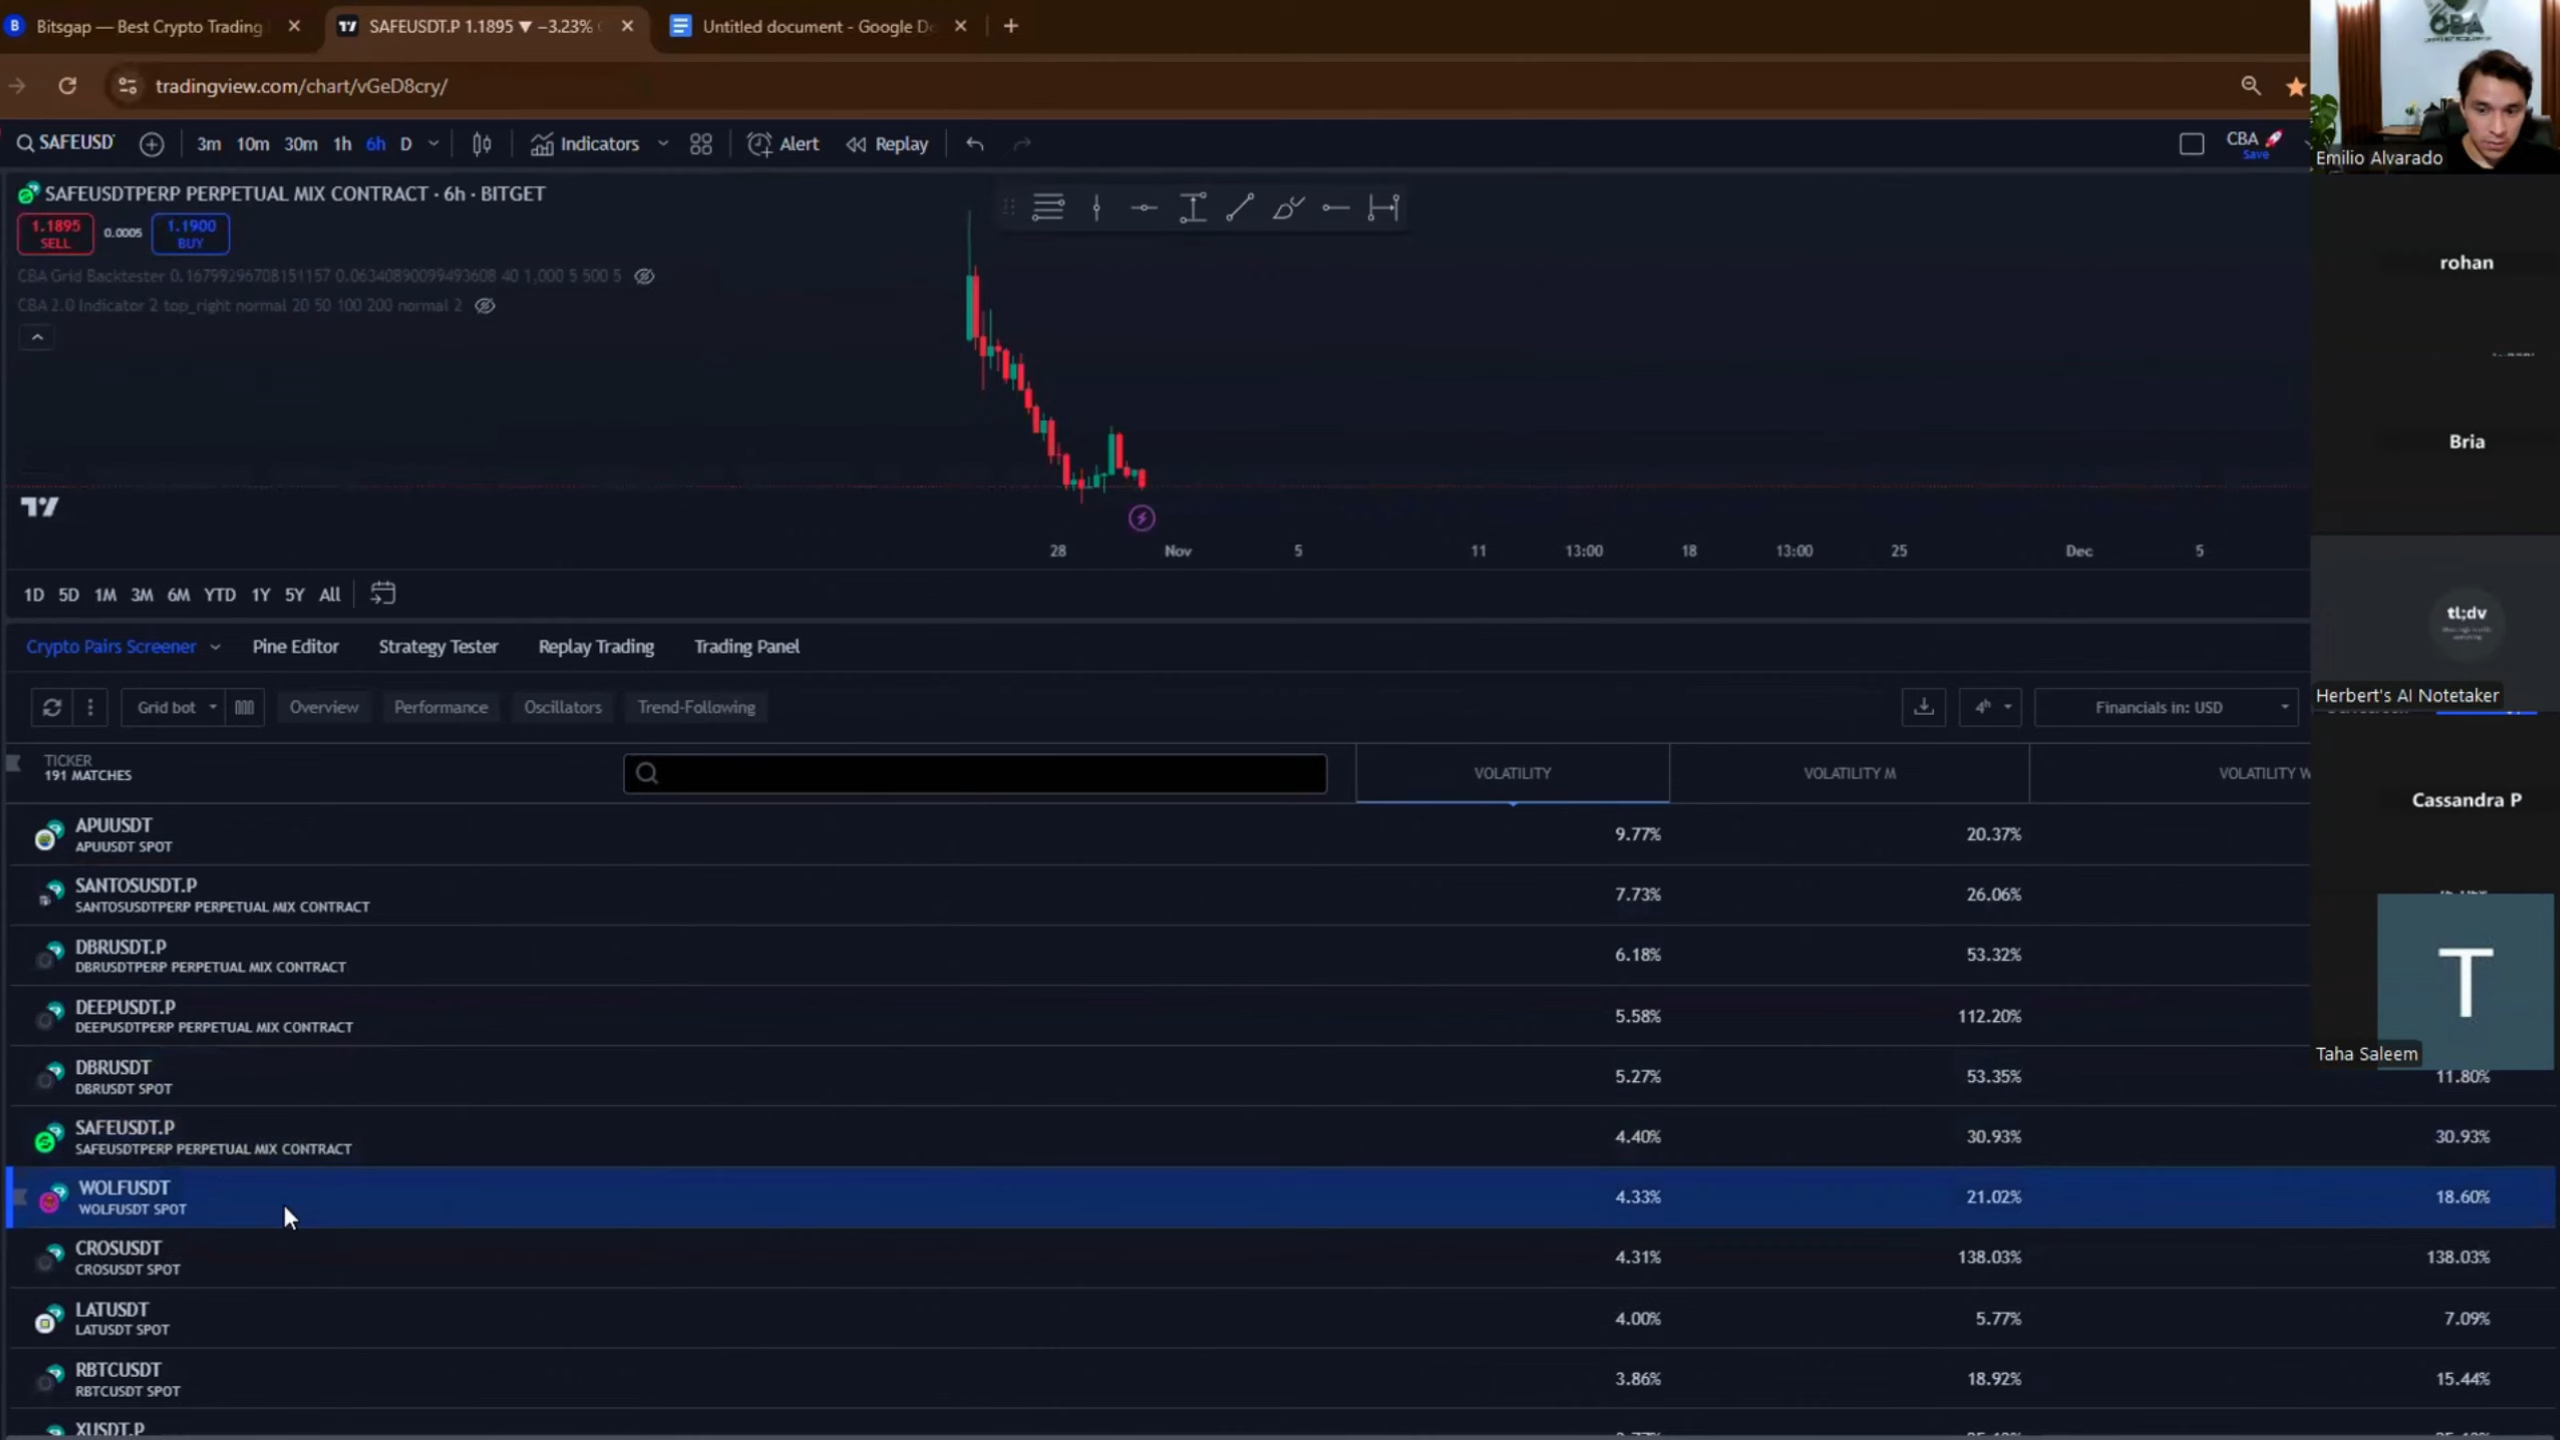 Bitsgap — Best Crypto Trading
SAFEUSDT.P 1.1895 ▼ −3.23%
Untitled document - Google Do
tradingview.com/chart/vGeD8cry/
SAFEUSDT
3m 10m 30m 1h 6h D
Indicators
Alert
Replay
CBA 🚀
Save
CBA
Emilio Alvarado
SAFEUSDTPERP PERPETUAL MIX CONTRACT · 6h · BITGET
1.1895
SELL
0.0005
1.1900
BUY
CBA Grid Backtester 0.16799296708151157 0.06340890099493608 40 1,000 5 500 5
CBA 2.0 Indicator 2 top_right normal 20 50 100 200 normal 2
rohan
Bria
28 Nov 5 11 13:00 18 13:00 25 Dec 5
1D 5D 1M 3M 6M YTD 1Y 5Y All
tl;dv
Herbert's AI Notetaker
Crypto Pairs Screener Pine Editor Strategy Tester Replay Trading Trading Panel
Grid bot Overview Performance Oscillators Trend-Following
4h Financials in: USD
TICKER
191 MATCHES
VOLATILITY VOLATILITY M VOLATILITY W
Cassandra P
APUUSDT
APUUSDT SPOT
9.77% 20.37%
SANTOSUSDT.P
SANTOSUSDTPERP PERPETUAL MIX CONTRACT
7.73% 26.06%
DBRUSDT.P
DBRUSDTPERP PERPETUAL MIX CONTRACT
6.18% 53.32%
T
Taha Saleem
DEEPUSDT.P
DEEPUSDTPERP PERPETUAL MIX CONTRACT
5.58% 112.20%
DBRUSDT
DBRUSDT SPOT
5.27% 53.35% 11.80%
SAFEUSDT.P
SAFEUSDTPERP PERPETUAL MIX CONTRACT
4.40% 30.93% 30.93%
WOLFUSDT
WOLFUSDT SPOT
4.33% 21.02% 18.60%
CROSUSDT
CROSUSDT SPOT
4.31% 138.03% 138.03%
LATUSDT
LATUSDT SPOT
4.00% 5.77% 7.09%
RBTCUSDT
RBTCUSDT SPOT
3.86% 18.92% 15.44%
XUSDT.P